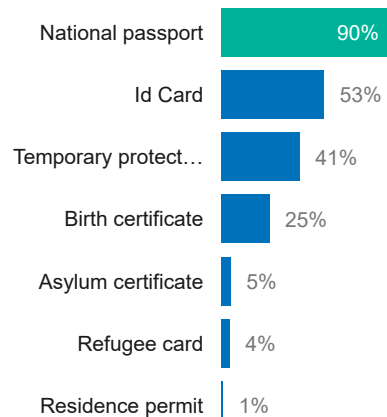 National passport 90%
Id Card 53%
Temporary protect… 41%
Birth certificate 25%
Asylum certificate 5%
Refugee card 4%
Residence permit 1%